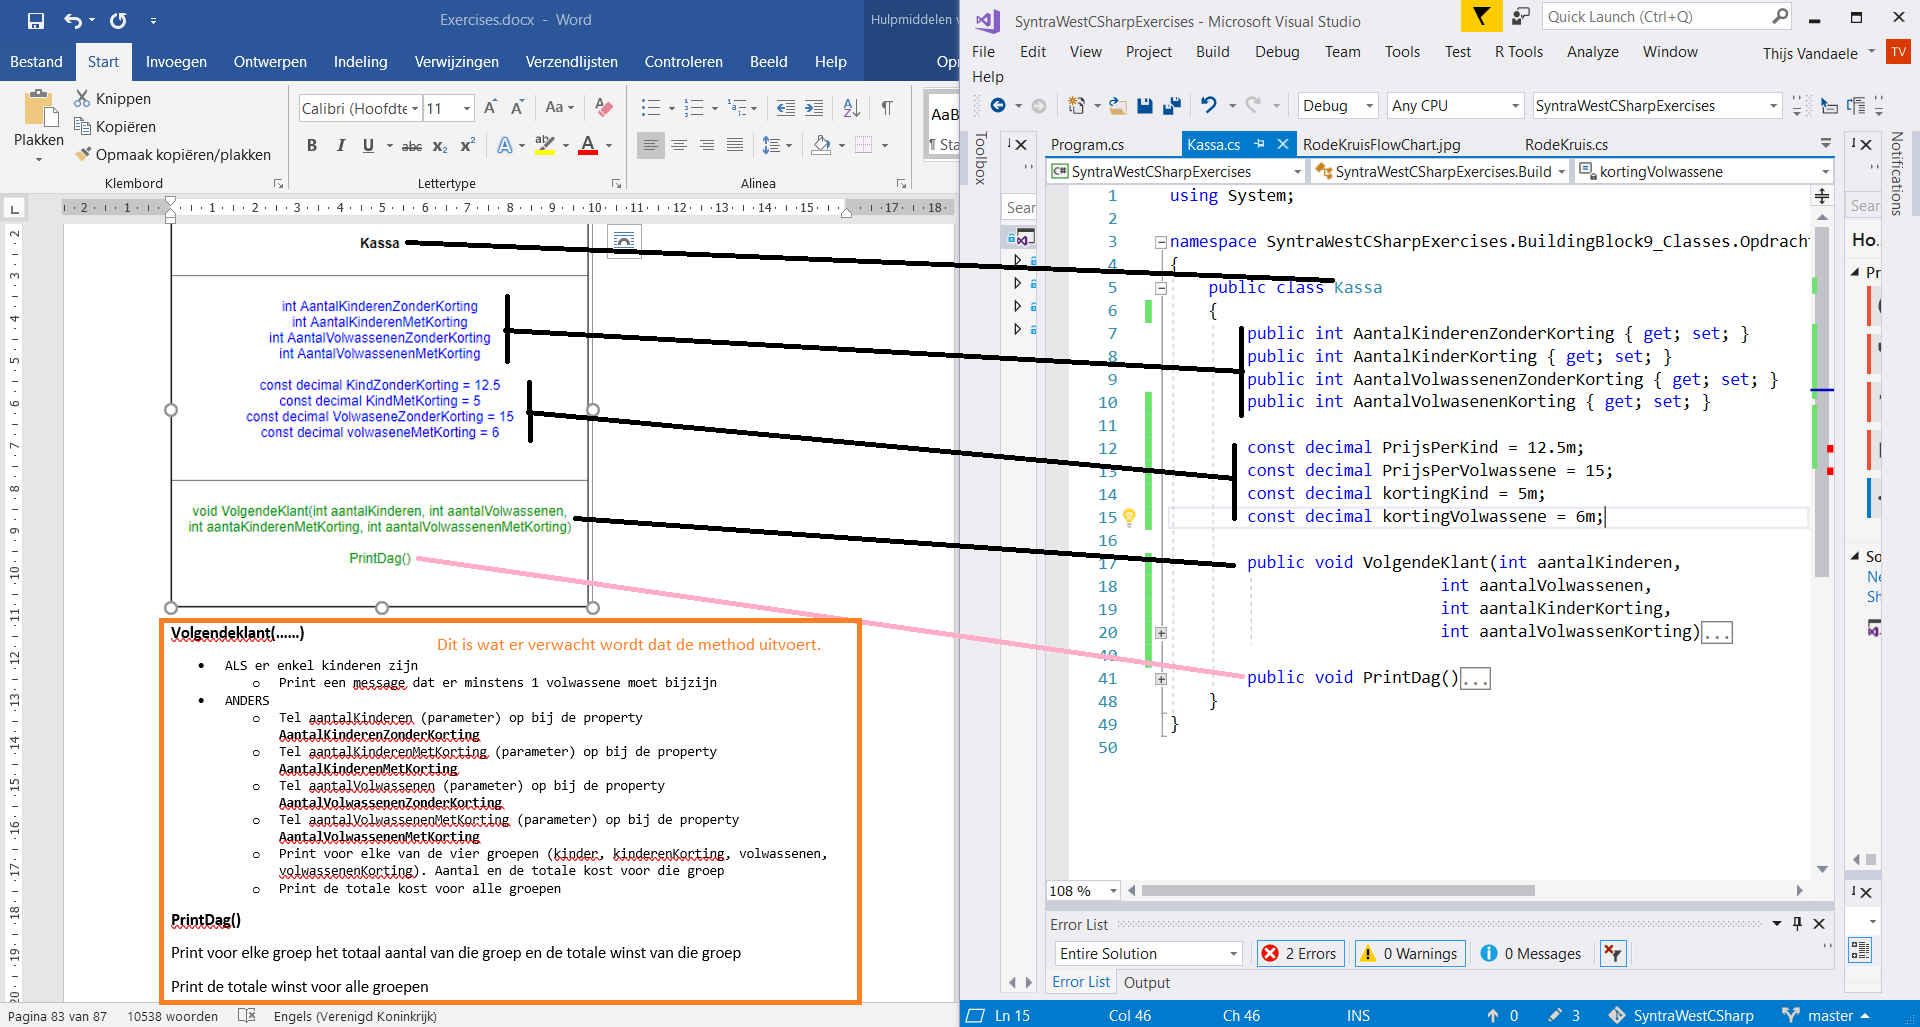 Exercises.docx - Word
Hulpmiddelen v
Bestand Start Invoegen Ontwerpen Indeling Verwijzingen Verzendlijsten Controleren Beeld Help
Plakken
Knippen
Kopiëren
Opmaak kopiëren/plakken
Klembord
Calibri (Hoofdte 11
Lettertype
Alinea
AaB
¶ Sta
Kassa
int AantalKinderenZonderKorting
int AantalKinderenMetKorting
int AantalVolwassenenZonderKorting
int AantalVolwassenenMetKorting
const decimal KindZonderKorting = 12.5
const decimal KindMetKorting = 5
const decimal VolwaseneZonderKorting = 15
const decimal volwaseneMetKorting = 6
void VolgendeKlant(int aantalKinderen, int aantalVolwassenen,
int aantaKinderenMetKorting, int aantalVolwassenenMetKorting)
PrintDag()
Volgendeklant(......)
Dit is wat er verwacht wordt dat de method uitvoert.
• ALS er enkel kinderen zijn
o Print een message dat er minstens 1 volwassene moet bijzijn
• ANDERS
o Tel aantalKinderen (parameter) op bij de property
AantalKinderenZonderKorting
o Tel aantalKinderenMetKorting (parameter) op bij de property
AantalKinderenMetKorting
o Tel aantalVolwassenen (parameter) op bij de property
AantalVolwassenenZonderKorting
o Tel aantalVolwassenenMetKorting (parameter) op bij de property
AantalVolwassenenMetKorting
o Print voor elke van de vier groepen (kinder, kinderenKorting, volwassenen,
volwassenenKorting). Aantal en de totale kost voor die groep
o Print de totale kost voor alle groepen
PrintDag()
Print voor elke groep het totaal aantal van die groep en de totale winst van die groep
Print de totale winst voor alle groepen
Pagina 83 van 87 10538 woorden Engels (Verenigd Koninkrijk)
SyntraWestCSharpExercises - Microsoft Visual Studio
Quick Launch (Ctrl+Q)
File Edit View Project Build Debug Team Tools Test R Tools Analyze Window
Thijs Vandaele TV
Help
Debug Any CPU SyntraWestCSharpExercises
Toolbox
Notifications
Program.cs Kassa.cs RodeKruisFlowChart.jpg RodeKruis.cs
SyntraWestCSharpExercises SyntraWestCSharpExercises.Build kortingVolwassene
Sear
1 using System;
2
3 namespace SyntraWestCSharpExercises.BuildingBlock9_Classes.Opdrach
4 {
5 public class Kassa
6 {
7 public int AantalKinderenZonderKorting { get; set; }
8 public int AantalKinderKorting { get; set; }
9 public int AantalVolwassenenZonderKorting { get; set; }
10 public int AantalVolwasenenKorting { get; set; }
11
12 const decimal PrijsPerKind = 12.5m;
13 const decimal PrijsPerVolwassene = 15;
14 const decimal kortingKind = 5m;
15 const decimal kortingVolwassene = 6m;
16
17 public void VolgendeKlant(int aantalKinderen,
18 int aantalVolwassenen,
19 int aantalKinderKorting,
20 int aantalVolwassenKorting)...
40
41 public void PrintDag()...
48 }
49 }
50
Sear
Ho..
Pr
So
Ne
Sh
108 %
Error List
Entire Solution 2 Errors 0 Warnings 0 Messages
Error List Output
Ln 15 Col 46 Ch 46 INS 0 3 SyntraWestCSharp master